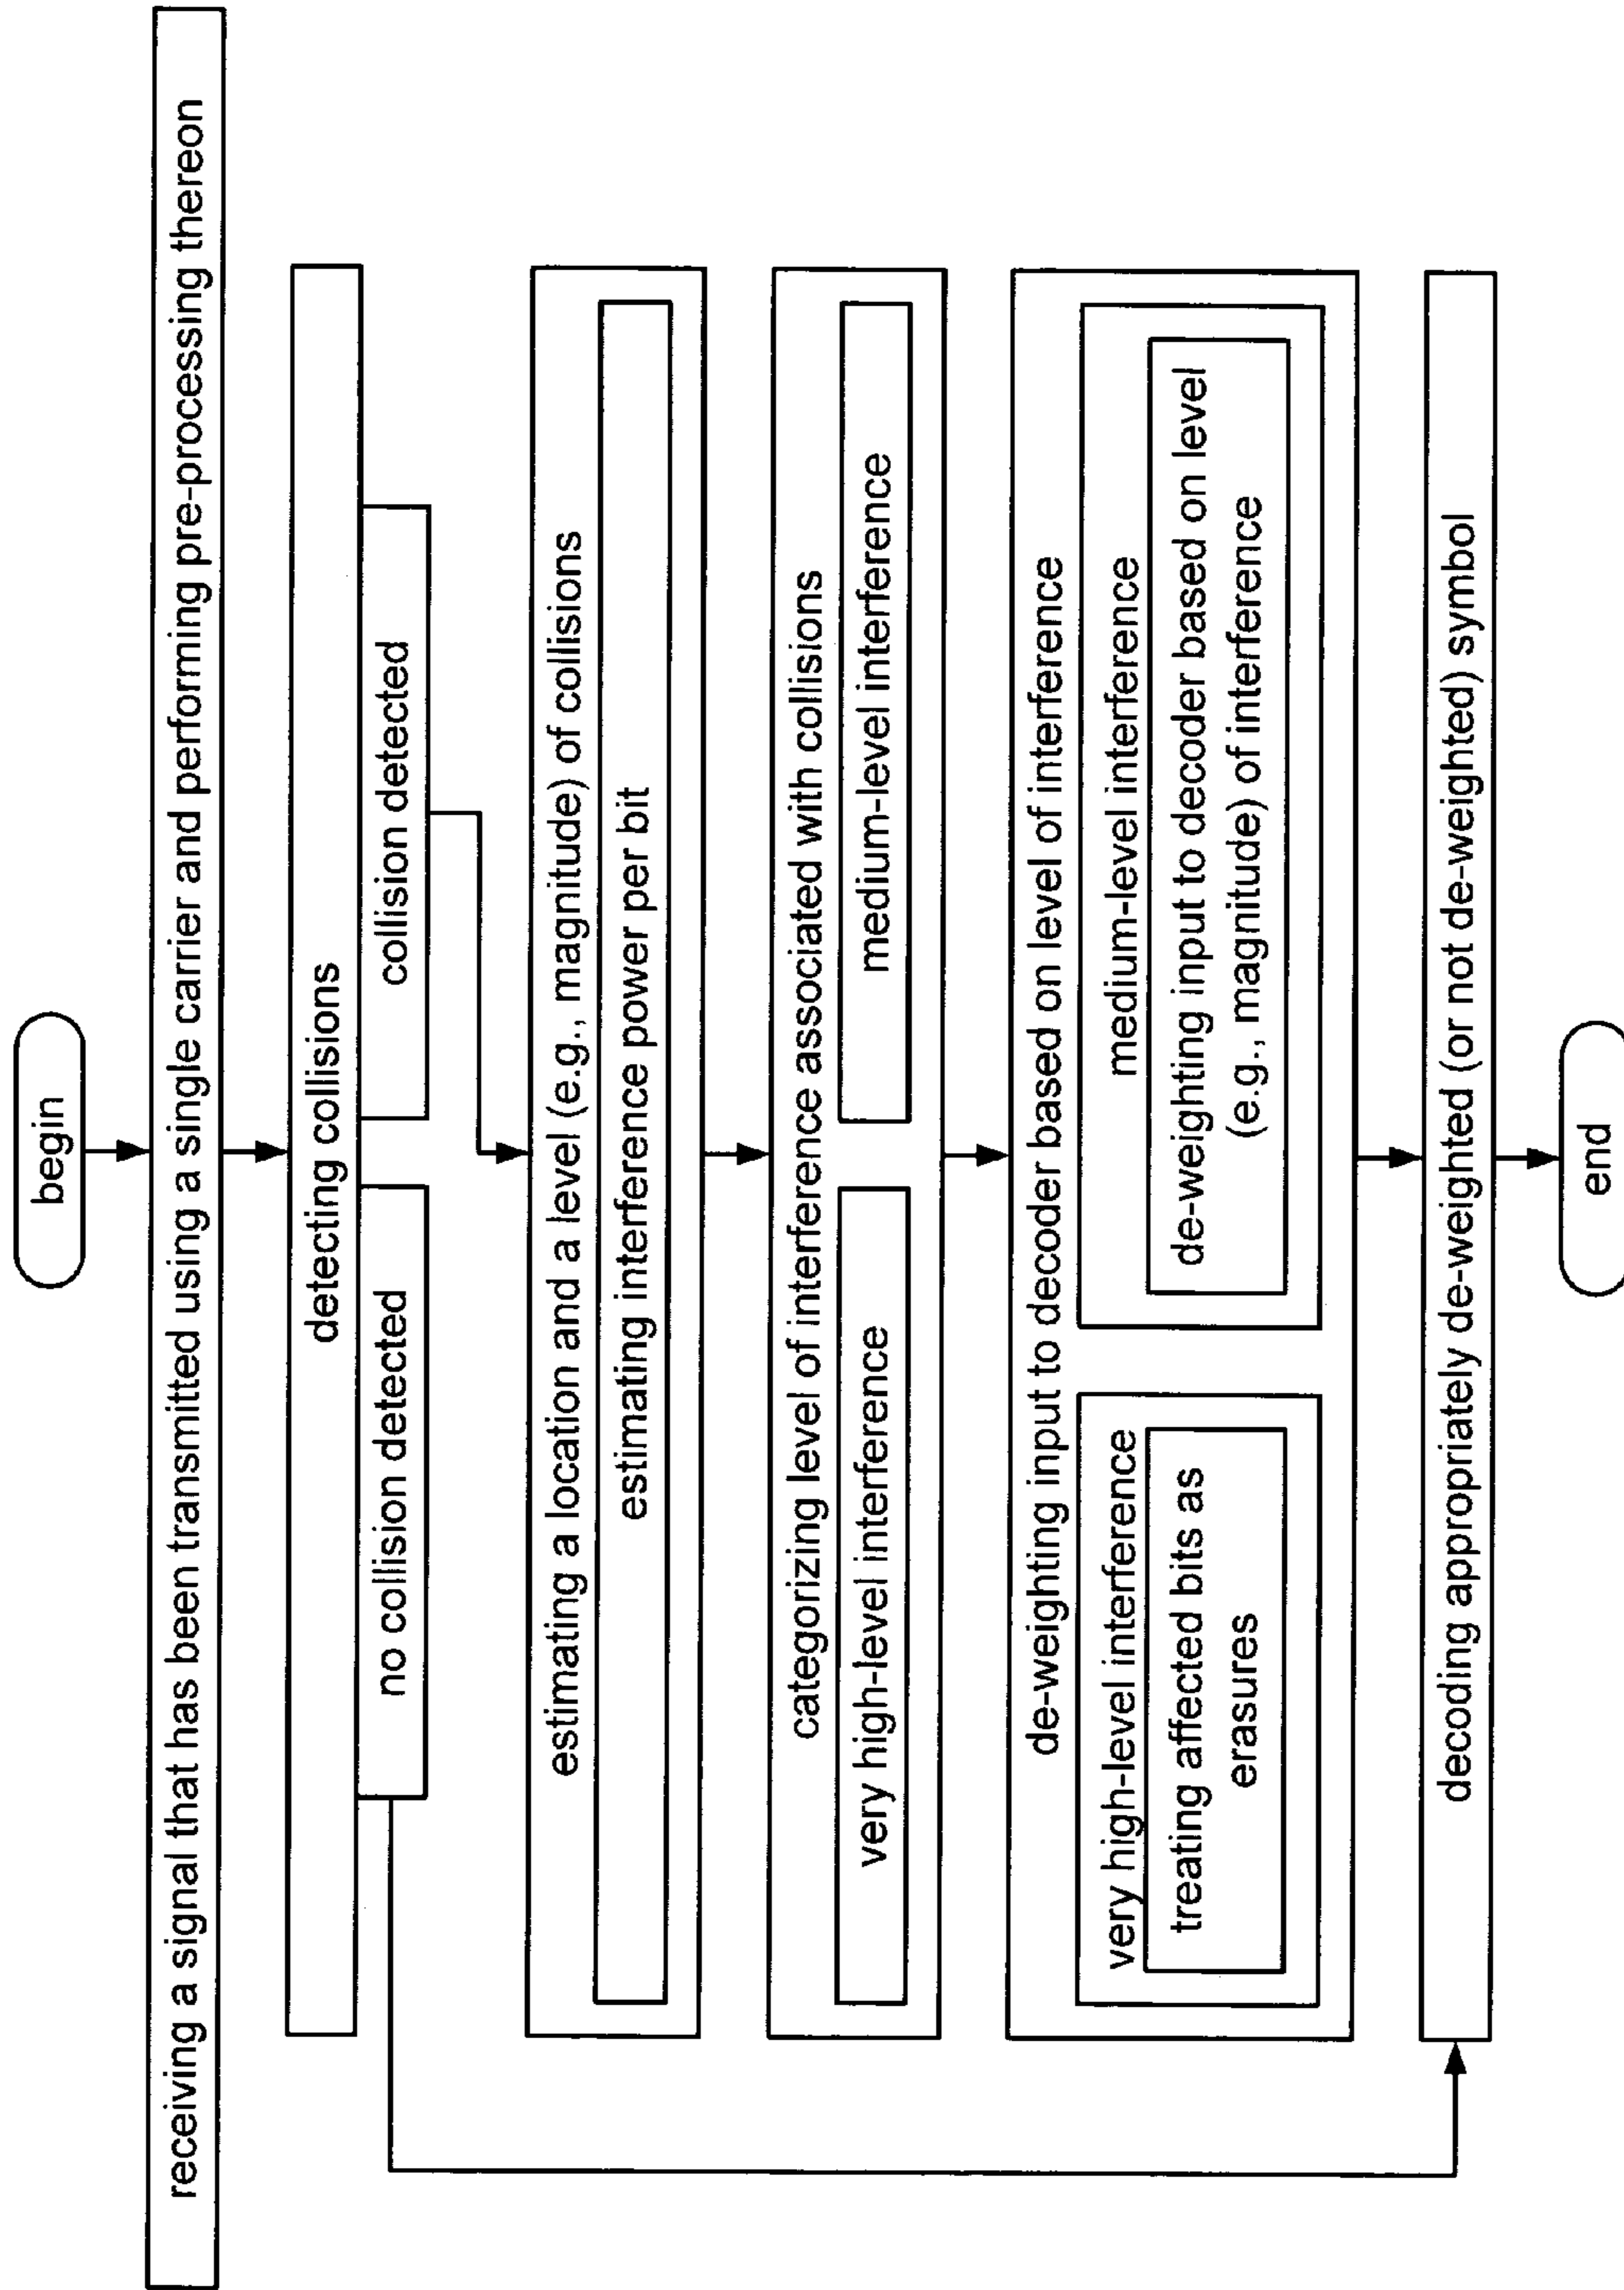 begin
receiving a signal that has been transmitted using a single carrier and performing pre-processing thereon
detecting collisions
no collision detected
collision detected
estimating a location and a level (e.g., magnitude) of collisions
estimating interference power per bit
categorizing level of interference associated with collisions
very high-level interference
medium-level interference
de-weighting input to decoder based on level of interference
very high-level interference
treating affected bits as
erasures
medium-level interference
de-weighting input to decoder based on level
(e.g., magnitude) of interference
decoding appropriately de-weighted (or not de-weighted) symbol
end